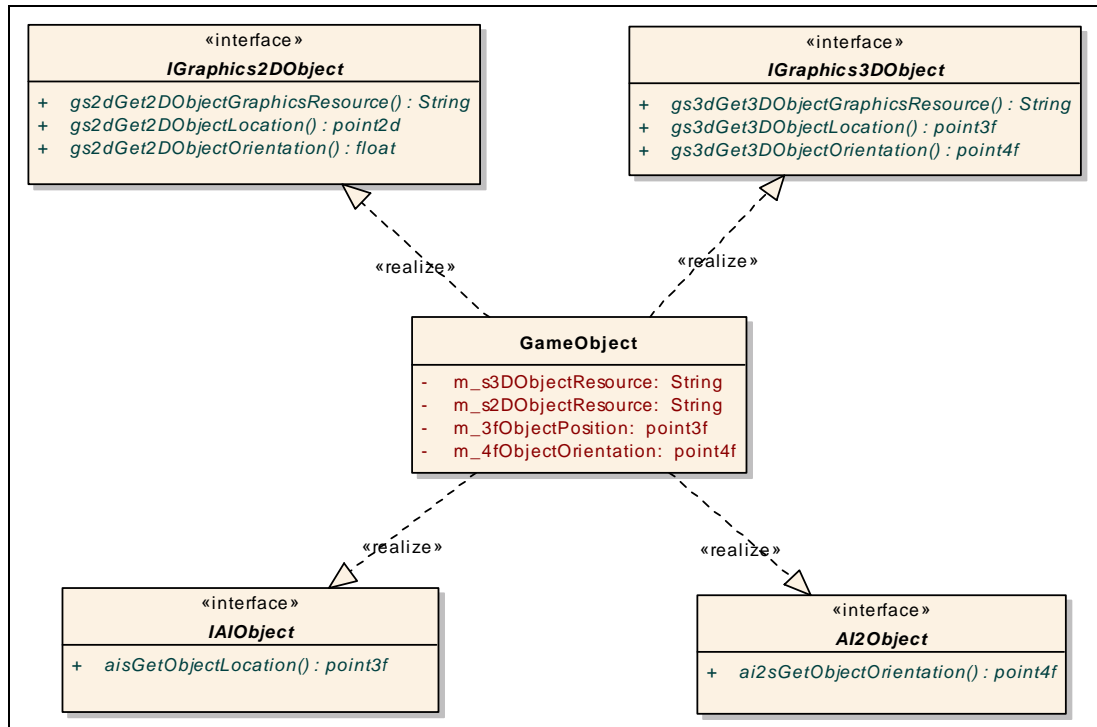 «interface»
IGraphics2DObject
+ gs2dGet2DObjectGraphicsResource() : String
+ gs2dGet2DObjectLocation() : point2d
+ gs2dGet2DObjectOrientation() : float
«interface»
IGraphics3DObject
+ gs3dGet3DObjectGraphicsResource() : String
+ gs3dGet3DObjectLocation() : point3f
+ gs3dGet3DObjectOrientation() : point4f
«realize»
«realize»
GameObject
- m_s3DObjectResource: String
- m_s2DObjectResource: String
- m_3fObjectPosition: point3f
- m_4fObjectOrientation: point4f
«realize»
«realize»
«interface»
IAIObject
+ aisGetObjectLocation() : point3f
«interface»
AI2Object
+ ai2sGetObjectOrientation() : point4f